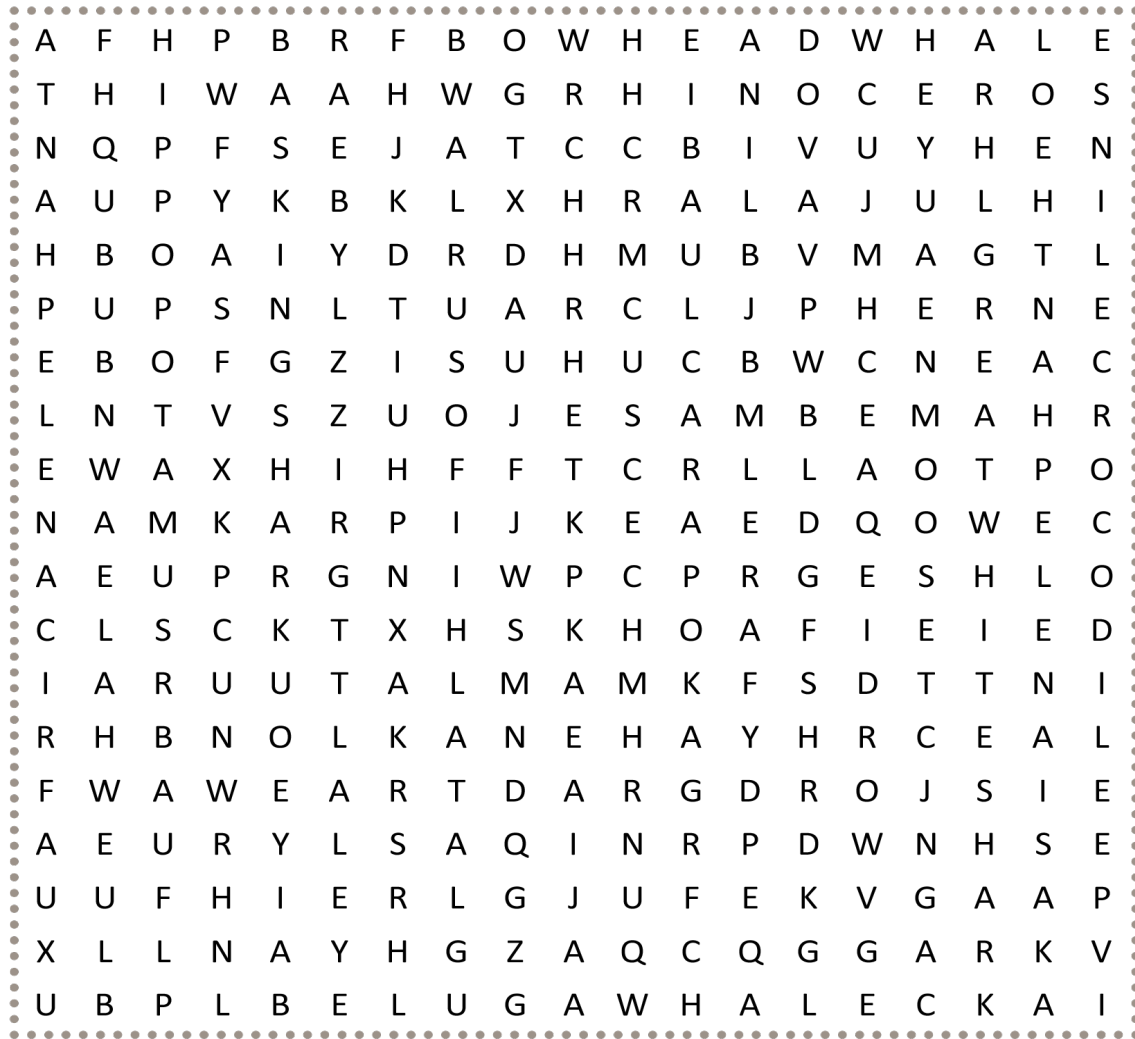 A F H P B R F B O W H E A D W H A L E
T H I W A A H W G R H I N O C E R O S
N Q P F S E J A T C C B I V U Y H E N
A U P Y K B K L X H R A L A J U L H I
H B O A I Y D R D H M U B V M A G T L
P U P S N L T U A R C L J P H E R N E
E B O F G Z I S U H U C B W C N E A C
L N T V S Z U O J E S A M B E M A H R
E W A X H I H F F T C R L L A O T P O
N A M K A R P I J K E A E D Q O W E C
A E U P R G N I W P C P R G E S H L O
C L S C K T X H S K H O A F I E I E D
I A R U U T A L M A M K F S D T T N I
R H B N O L K A N E H A Y H R C E A L
F W A W E A R T D A R G D R O J S I E
A E U R Y L S A Q I N R P D W N H S E
U U F H I E R L G J U F E K V G A A P
X L L N A Y H G Z A Q C Q G G A R K V
U B P L B E L U G A W H A L E C K A I